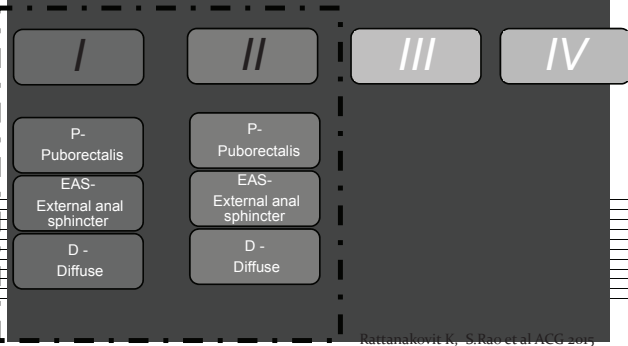 I
II
III
IV
P-
Puborectalis
EAS-
External anal
sphincter
D -
Diffuse
P-
Puborectalis
EAS-
External anal
sphincter
D -
Diffuse
Rattanakovit K, S.Rao et al ACG 2015